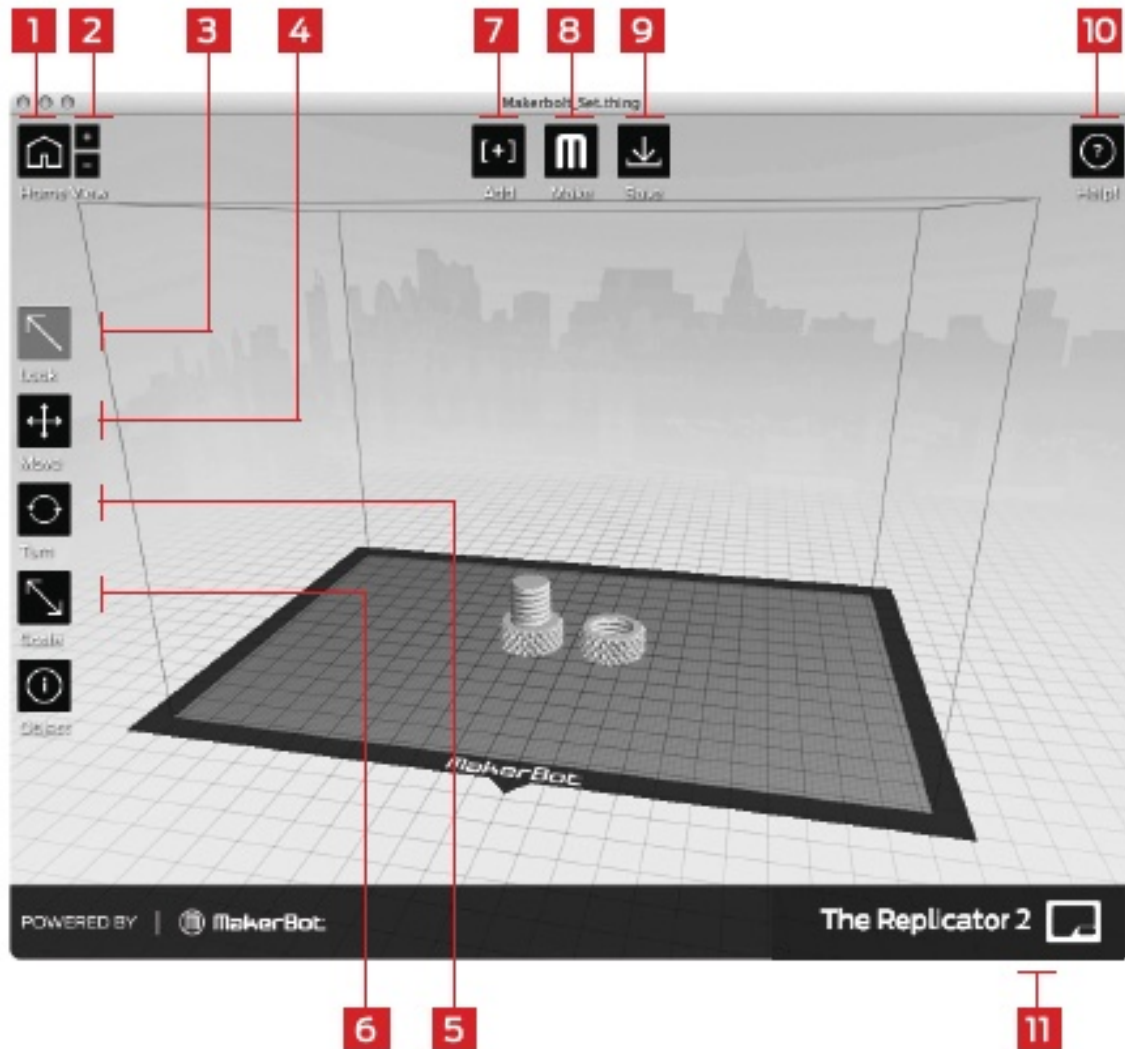 1 2 3 4 7 8 9 10
Makerbolt_Set.thing
Home View
[+]
Add
Make
Save
?
Help!
Look
Move
Turn
Scale
i
Object
MakerBot
POWERED BY | MakerBot
The Replicator 2
6 5 11